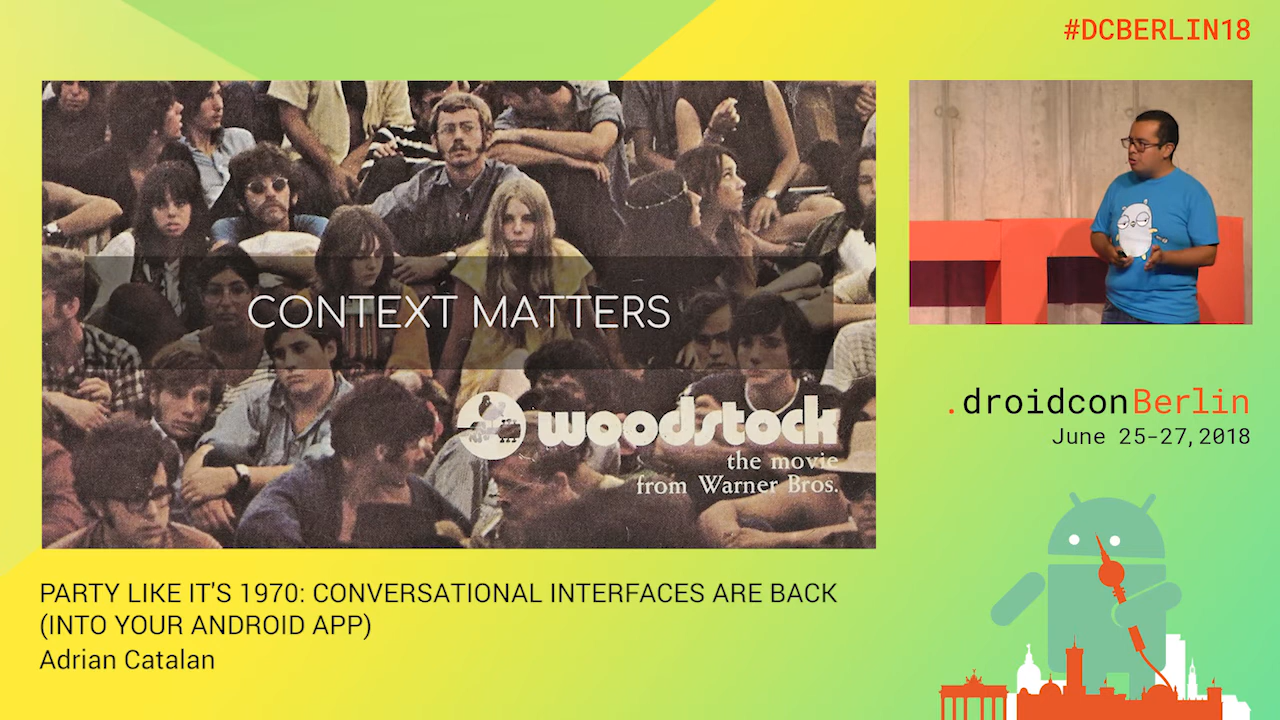 #DCBERLIN18
CONTEXT MATTERS
woodstock
the movie
from Warner Bros.
.droidconBerlin
June 25-27, 2018
PARTY LIKE IT'S 1970: CONVERSATIONAL INTERFACES ARE BACK
(INTO YOUR ANDROID APP)
Adrian Catalan